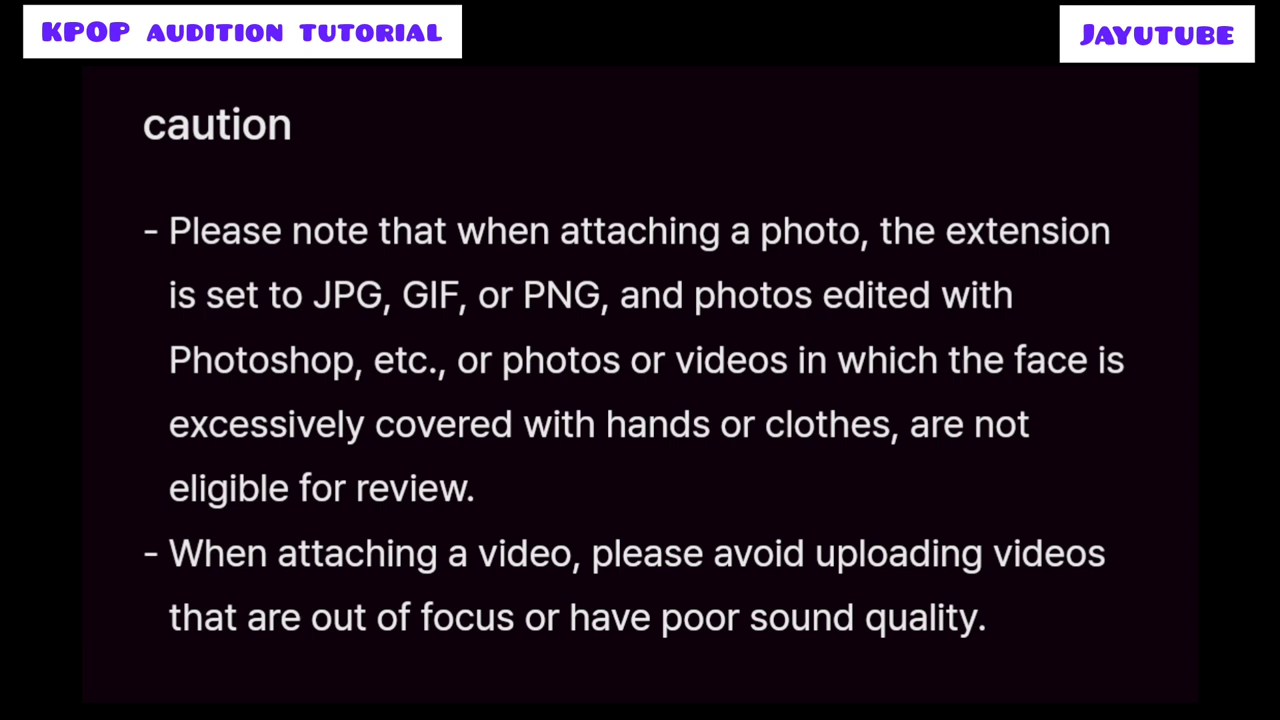 KPOP AUDITION TUTORIAL
JAYUTUBE
caution
- Please note that when attaching a photo, the extension
is set to JPG, GIF, or PNG, and photos edited with
Photoshop, etc., or photos or videos in which the face is
excessively covered with hands or clothes, are not
eligible for review.
- When attaching a video, please avoid uploading videos
that are out of focus or have poor sound quality.